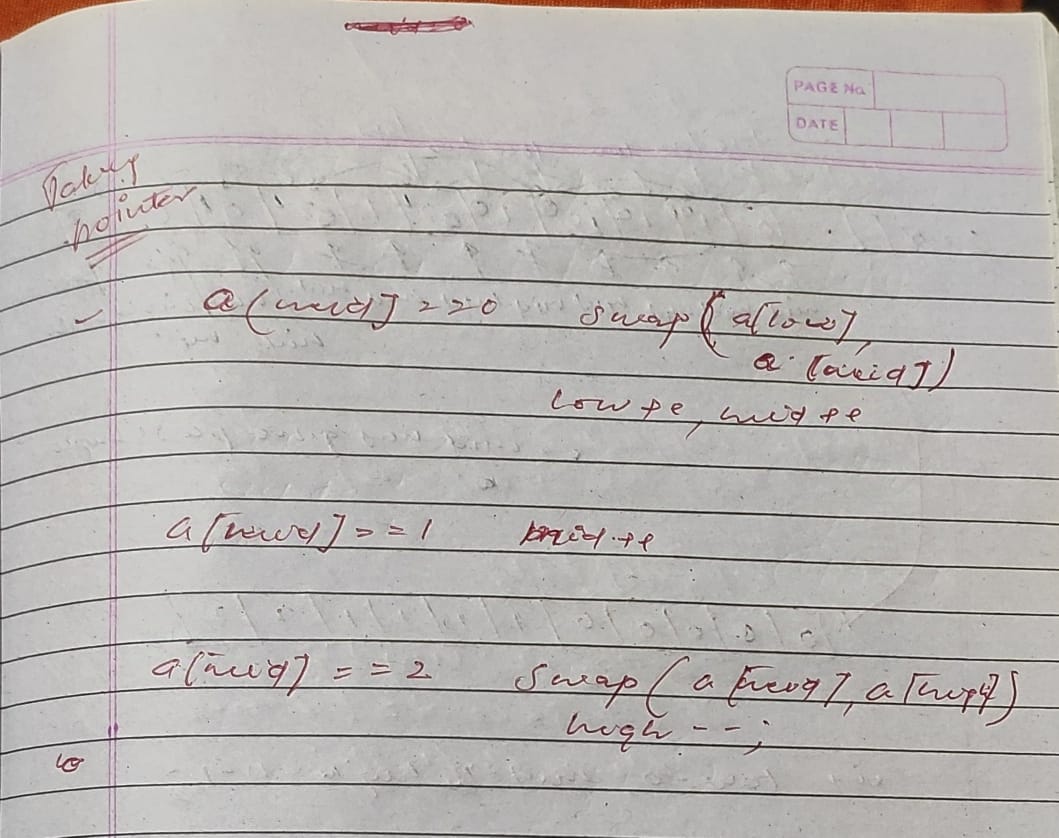 PAGE No.
DATE
Taking
pointer
a[mid] == 0 swap(a[low],
a[mid])
low++, mid++
a[mid] == 1 mid++
a[mid] == 2 swap(a[mid], a[high])
high--;